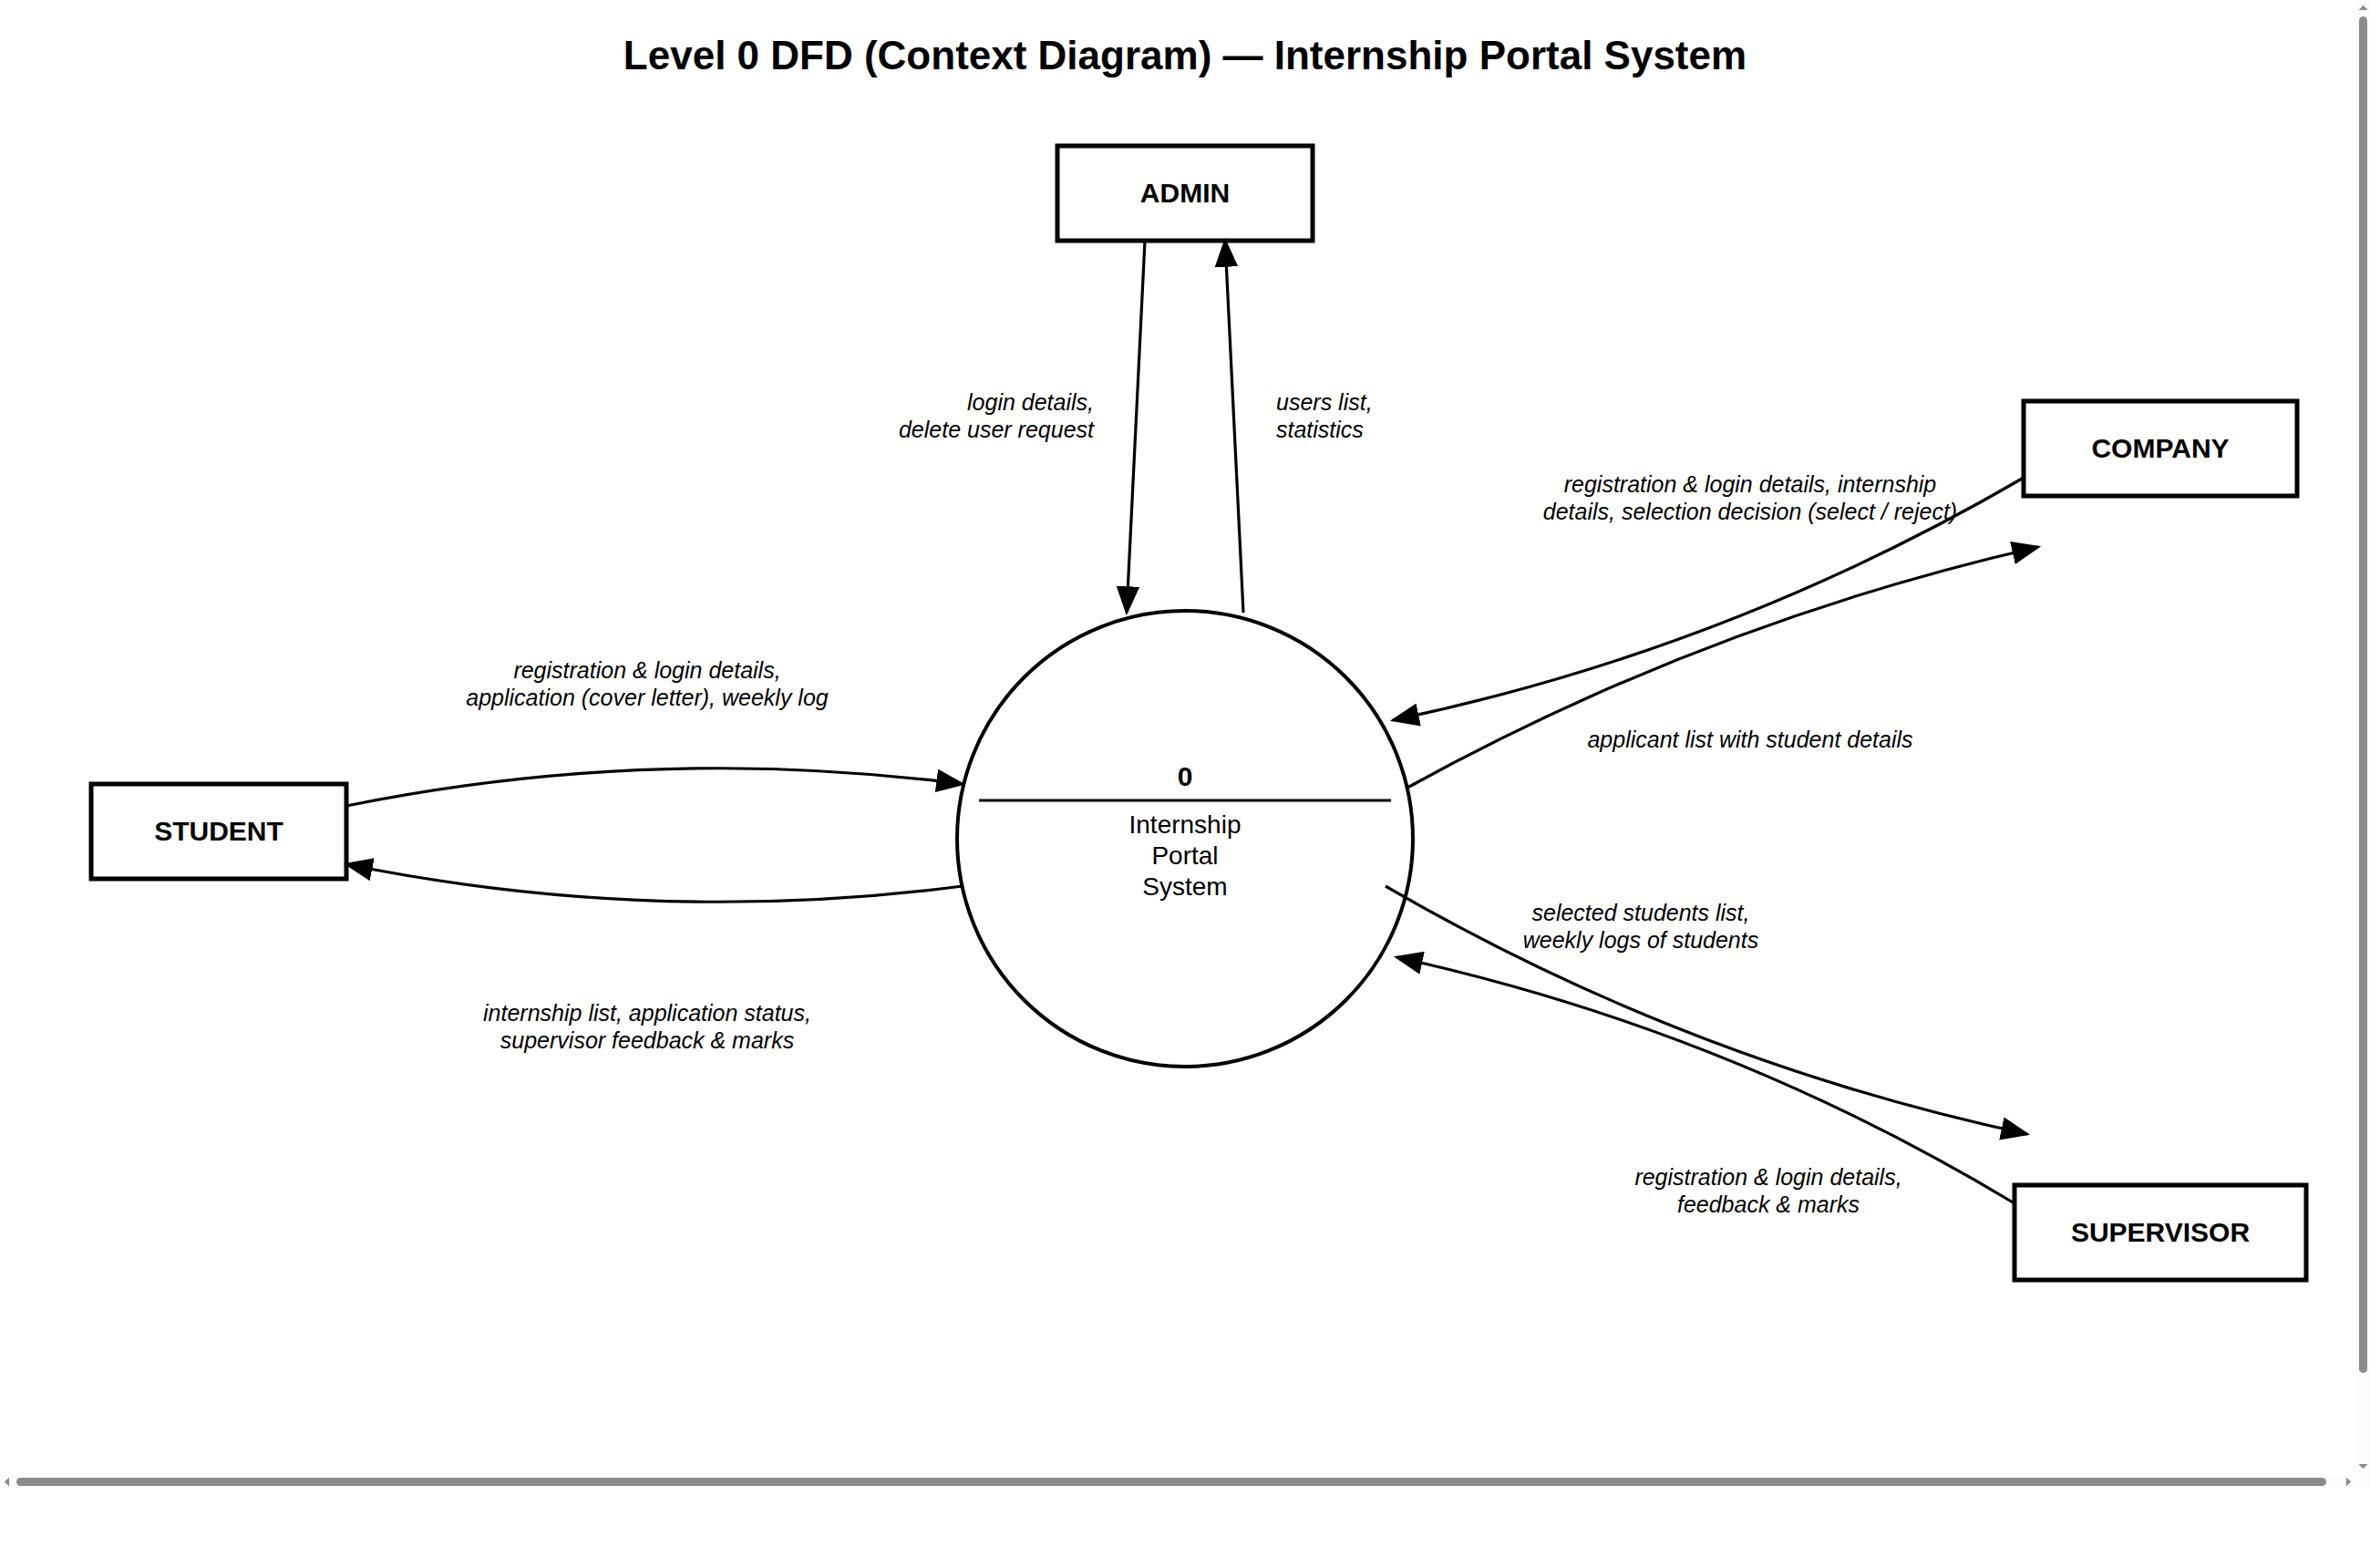 Level 0 DFD (Context Diagram) — Internship Portal System
ADMIN
login details,
delete user request
users list,
statistics
COMPANY
registration & login details, internship
details, selection decision (select / reject)
applicant list with student details
registration & login details,
application (cover letter), weekly log
STUDENT
0
Internship
Portal
System
internship list, application status,
supervisor feedback & marks
selected students list,
weekly logs of students
registration & login details,
feedback & marks
SUPERVISOR